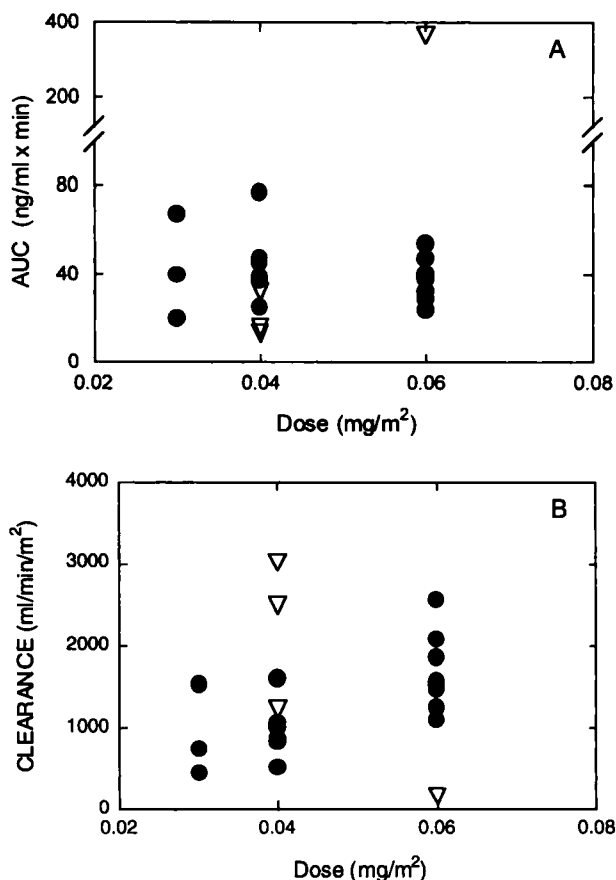 400
A
200
80
40
0
0.02 0.04 0.06 0.08
AUC (ng/ml x min)
Dose (mg/m²)
4000
B
3000
2000
1000
0
0.02 0.04 0.06 0.08
CLEARANCE (ml/min/m²)
Dose (mg/m²)